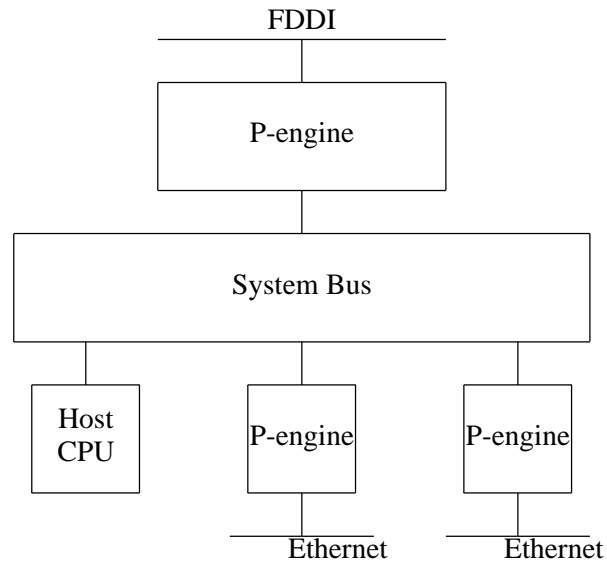 FDDI
P-engine
System Bus
Host
CPU
P-engine
P-engine
Ethernet
Ethernet